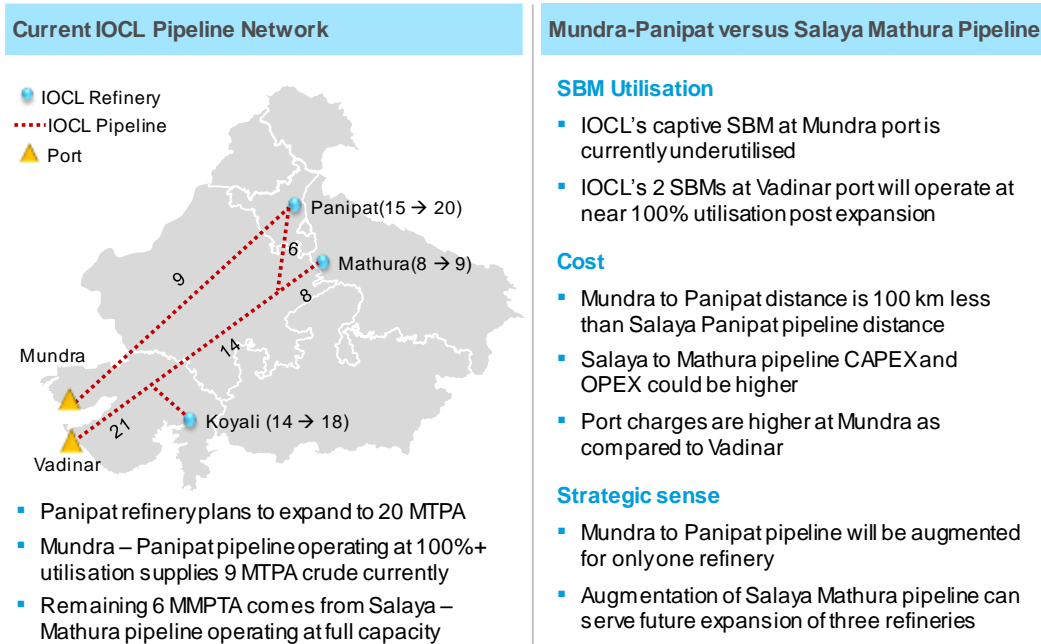 Current IOCL Pipeline Network
IOCL Refinery
IOCL Pipeline
Port
Panipat(15 → 20)
6
Mathura(8 → 9)
9
8
14
Mundra
21
Koyali (14 → 18)
Vadinar
▪ Panipat refinery plans to expand to 20 MTPA
▪ Mundra – Panipat pipeline operating at 100%+
utilisation supplies 9 MTPA crude currently
▪ Remaining 6 MMPTA comes from Salaya –
Mathura pipeline operating at full capacity
Mundra-Panipat versus Salaya Mathura Pipeline
SBM Utilisation
▪ IOCL's captive SBM at Mundra port is
currently underutilised
▪ IOCL's 2 SBMs at Vadinar port will operate at
near 100% utilisation post expansion
Cost
▪ Mundra to Panipat distance is 100 km less
than Salaya Panipat pipeline distance
▪ Salaya to Mathura pipeline CAPEX and
OPEX could be higher
▪ Port charges are higher at Mundra as
compared to Vadinar
Strategic sense
▪ Mundra to Panipat pipeline will be augmented
for only one refinery
▪ Augmentation of Salaya Mathura pipeline can
serve future expansion of three refineries